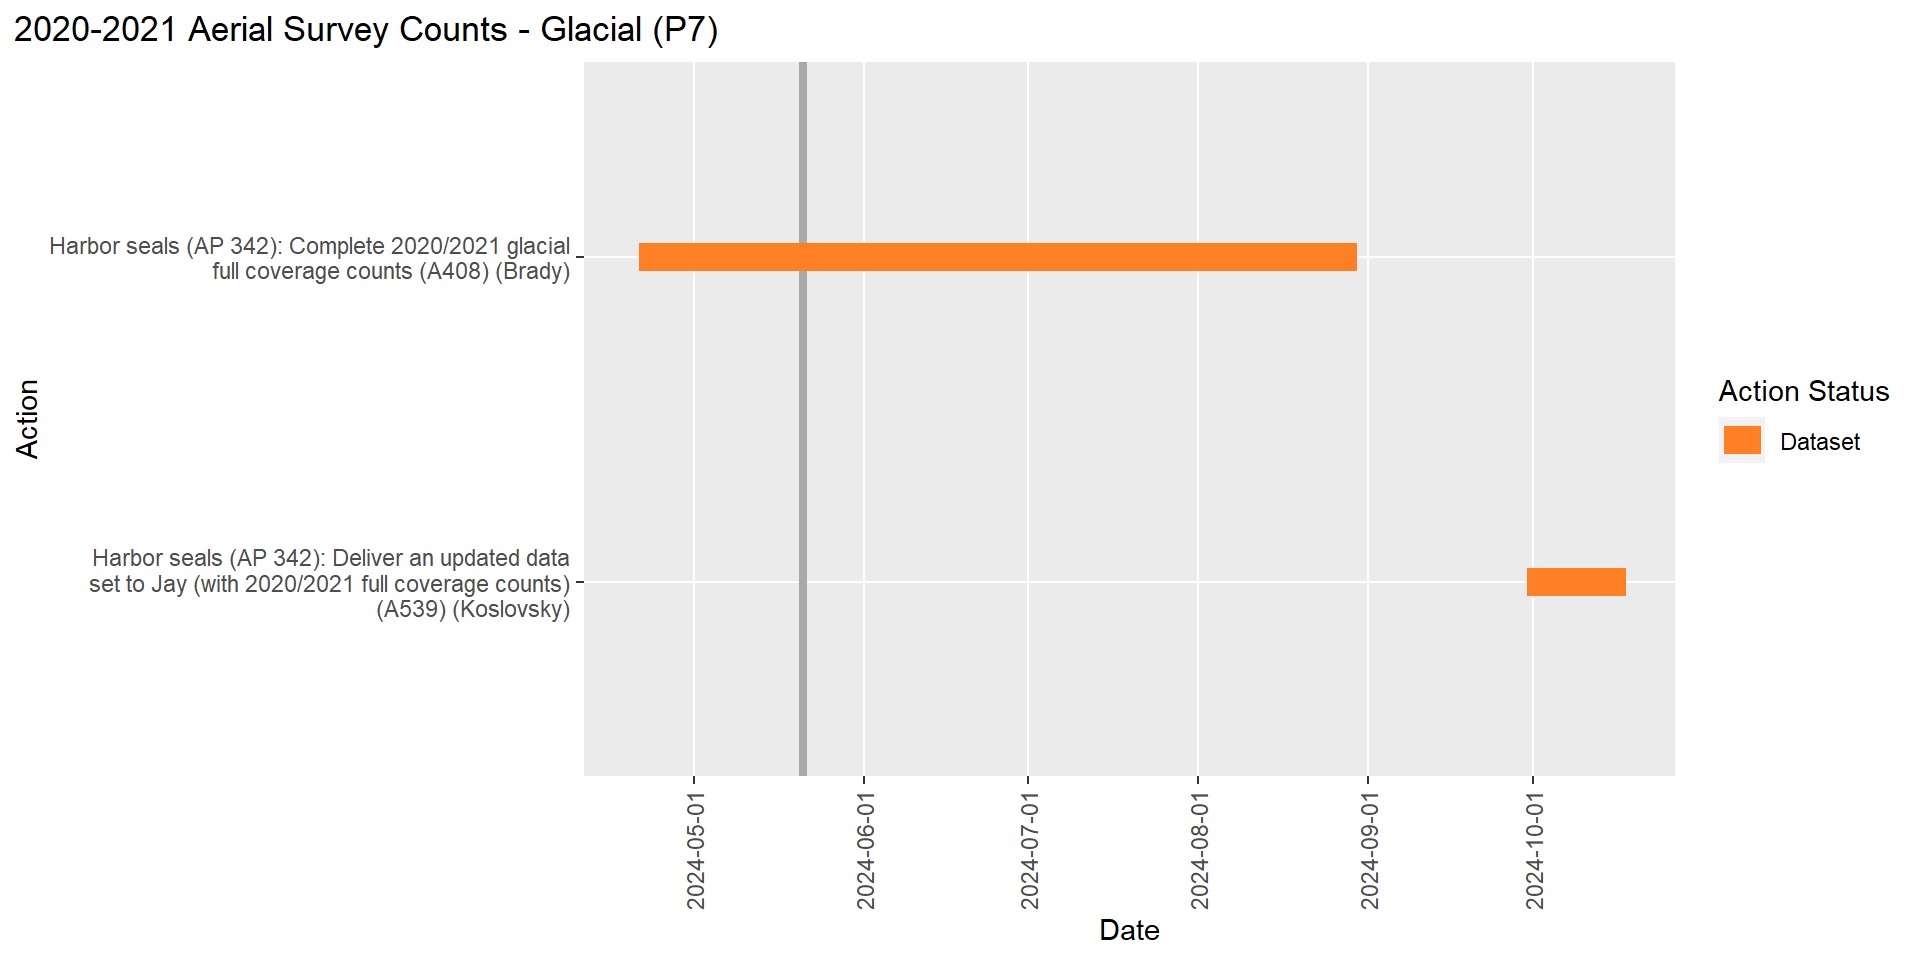 2020-2021 Aerial Survey Counts - Glacial (P7)
Harbor seals (AP 342): Complete 2020/2021 glacial
full coverage counts (A408) (Brady)
Action
Harbor seals (AP 342): Deliver an updated data
set to Jay (with 2020/2021 full coverage counts)
(A539) (Koslovsky)
Action Status
Dataset
2024-05-01
2024-06-01
2024-07-01
2024-08-01
2024-09-01
2024-10-01
Date